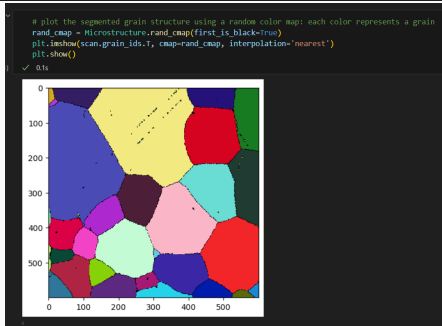 # plot the segmented grain structure using a random color map: each color represents a grain
rand_cmap = Microstructure.rand_cmap(first_is_black=True)
plt.imshow(scan.grain_ids.T, cmap=rand_cmap, interpolation='nearest')
plt.show()
✓ 0.1s
0
100
200
300
400
500
0 100 200 300 400 500